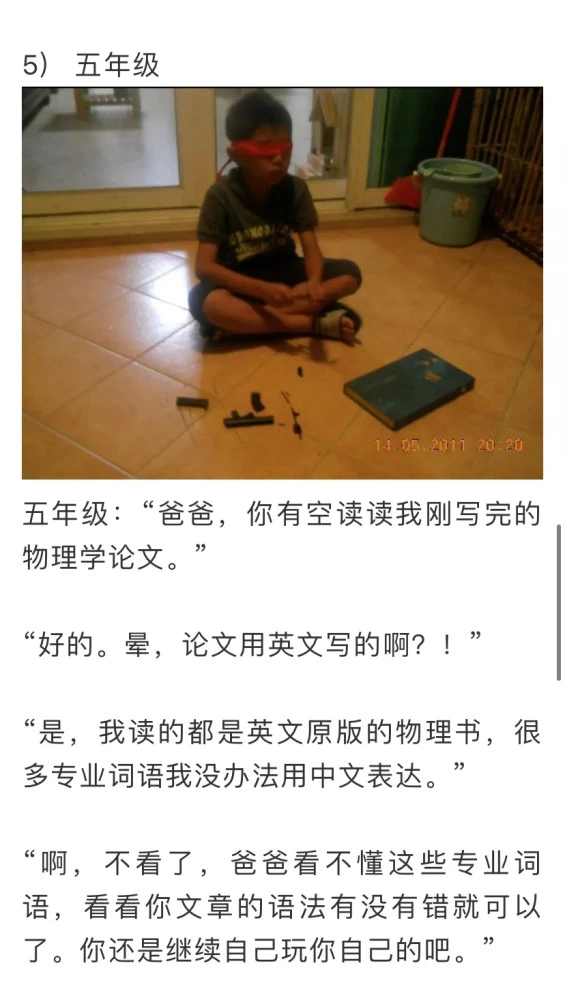 5） 五年级
14.05.2011 20:20
五年级：“爸爸，你有空读读我刚写完的
物理学论文。”
“好的。晕，论文用英文写的啊？！”
“是，我读的都是英文原版的物理书，很
多专业词语我没办法用中文表达。”
“啊，不看了，爸爸看不懂这些专业词
语，看看你文章的语法有没有错就可以
了。你还是继续自己玩你自己的吧。”